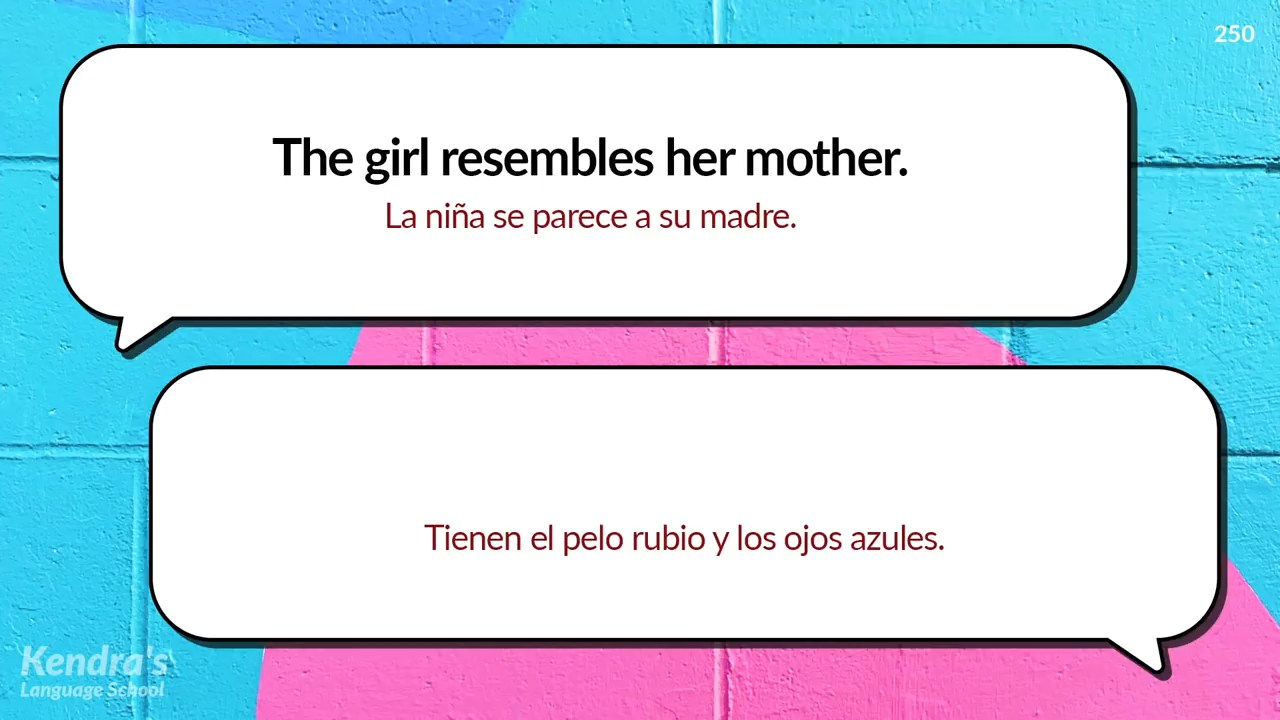 250
The girl resembles her mother.
La niña se parece a su madre.
Tienen el pelo rubio y los ojos azules.
Kendra's
Language School